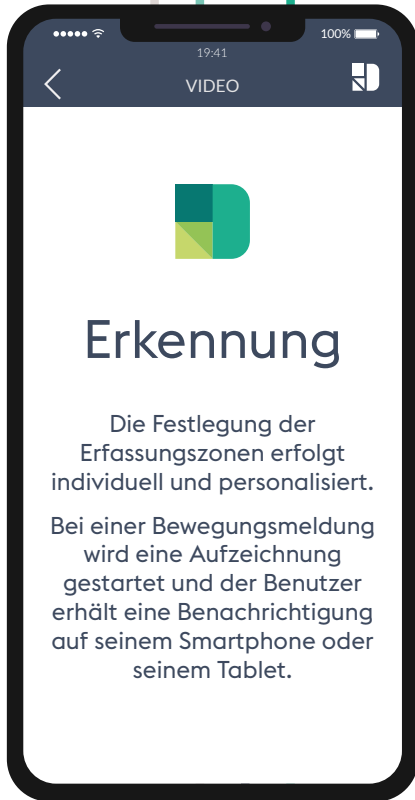 100%
19:41
VIDEO
Erkennung
Die Festlegung der
Erfassungszonen erfolgt
individuell und personalisiert.
Bei einer Bewegungsmeldung
wird eine Aufzeichnung
gestartet und der Benutzer
erhält eine Benachrichtigung
auf seinem Smartphone oder
seinem Tablet.